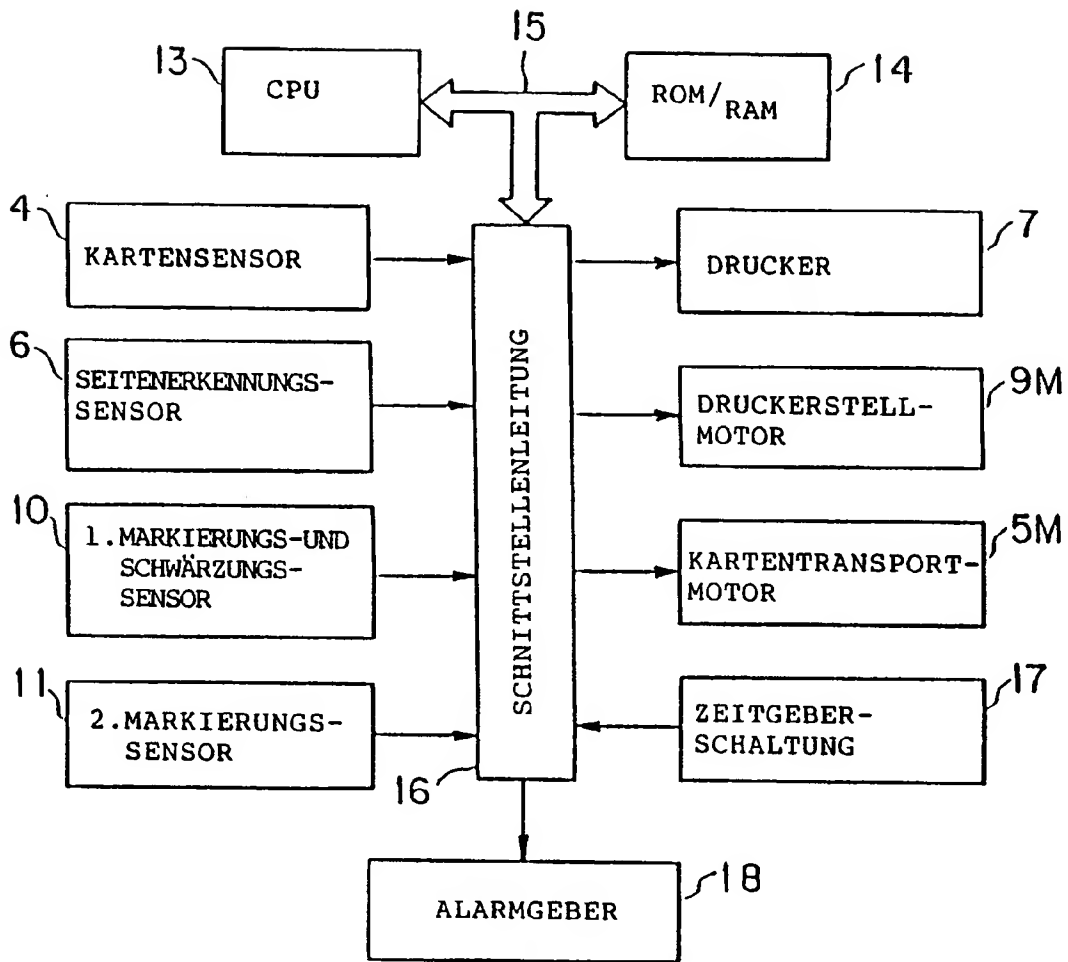 15
13
CPU
ROM/RAM
14
4
KARTENSENSOR
7
DRUCKER
6
SEITENERKENNUNGS-
SENSOR
9M
DRUCKERSTELL-
MOTOR
10
1.MARKIERUNGS-UND
SCHWÄRZUNGS-
SENSOR
5M
KARTENTRANSPORT-
MOTOR
11
2.MARKIERUNGS-
SENSOR
17
ZEITGEBER-
SCHALTUNG
SCHNITTSTELLENLEITUNG
16
ALARMGEBER
18